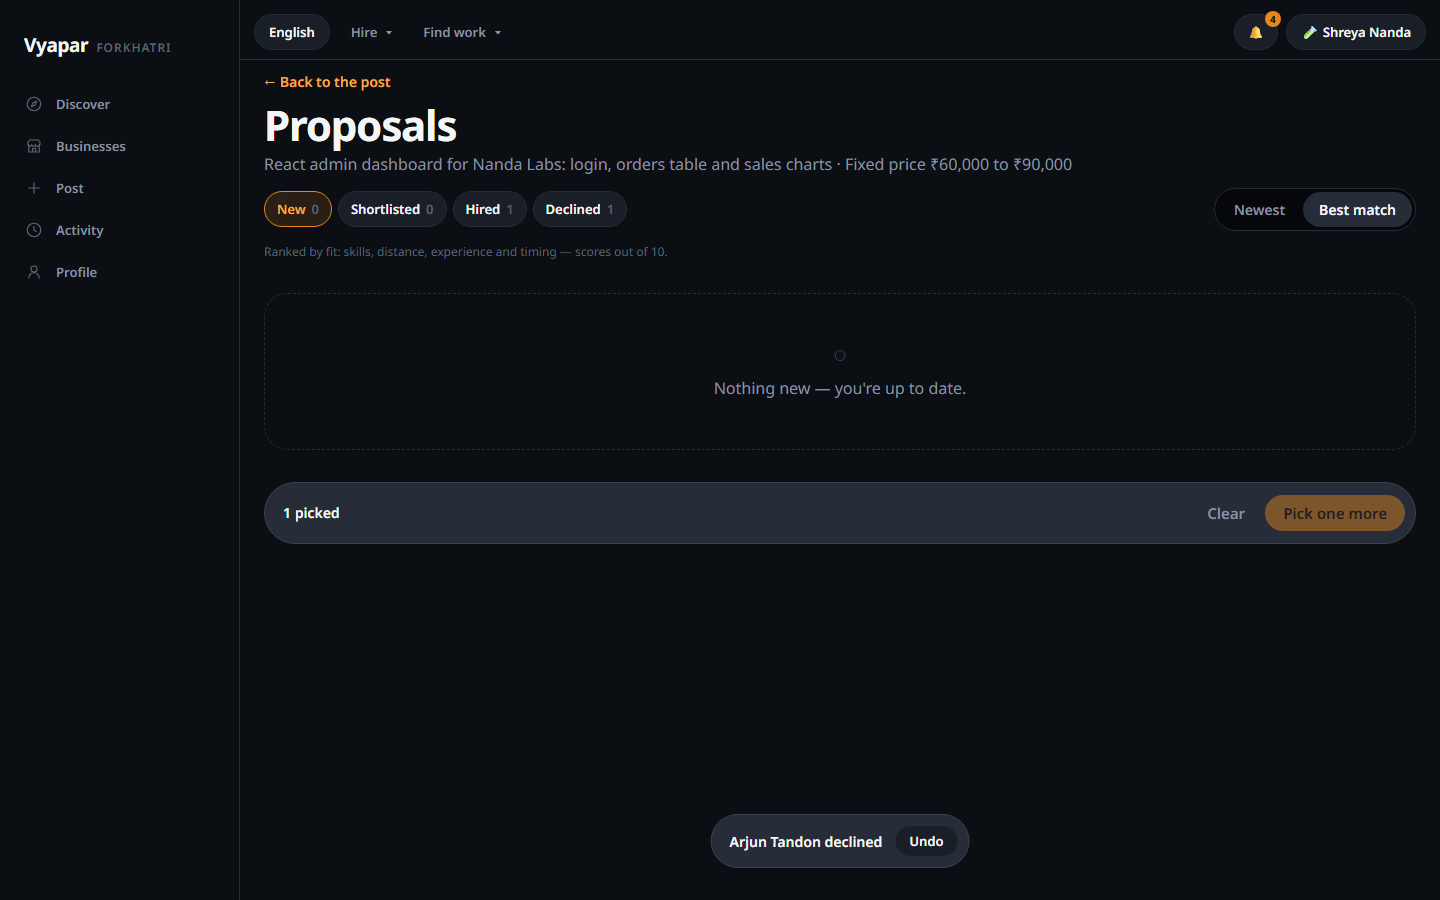 Vyapar FORKHATRI
Discover
Businesses
Post
Activity
Profile
English
Hire
Find work
4
Shreya Nanda
← Back to the post
Proposals
React admin dashboard for Nanda Labs: login, orders table and sales charts · Fixed price ₹60,000 to ₹90,000
New 0
Shortlisted 0
Hired 1
Declined 1
Newest
Best match
Ranked by fit: skills, distance, experience and timing — scores out of 10.
Nothing new — you're up to date.
1 picked
Clear
Pick one more
Arjun Tandon declined
Undo